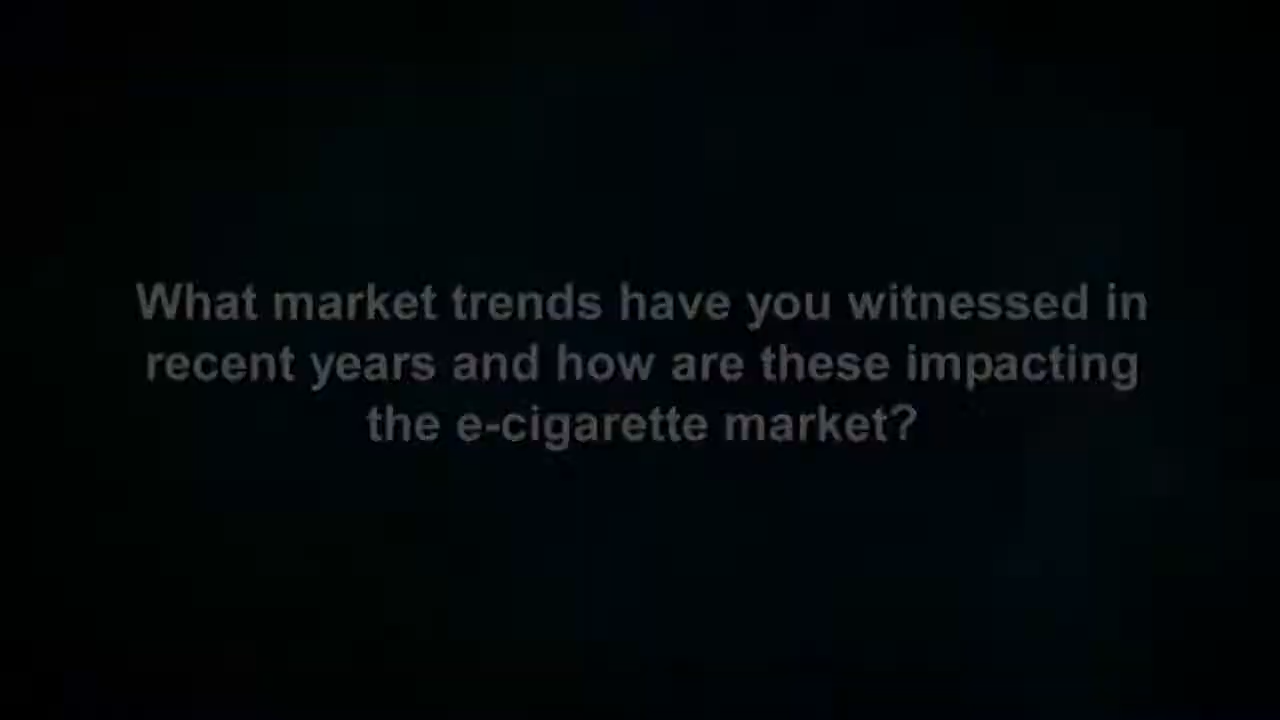 What market trends have you witnessed in
recent years and how are these impacting
the e-cigarette market?